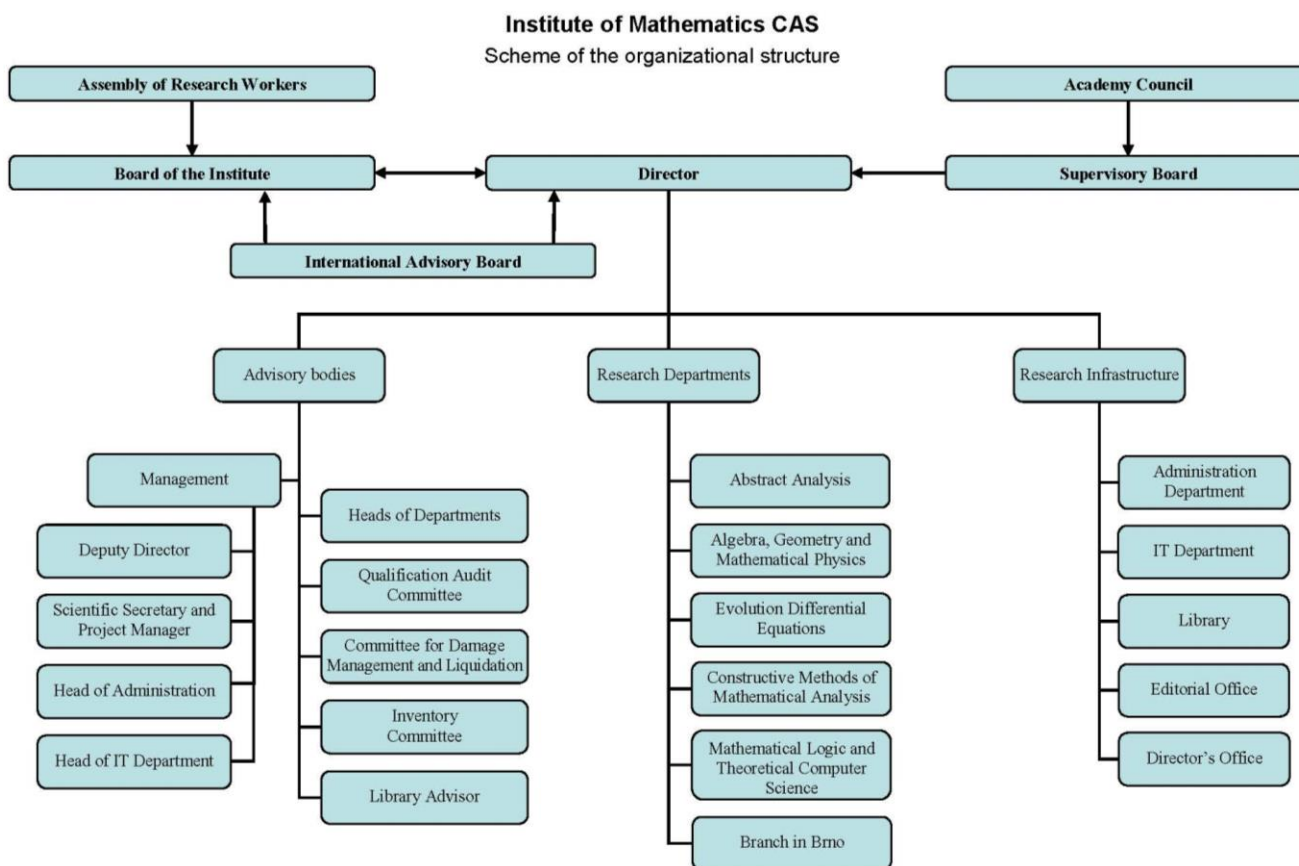 Institute of Mathematics CAS
Scheme of the organizational structure
Assembly of Research Workers
Academy Council
Board of the Institute
Director
Supervisory Board
International Advisory Board
Advisory bodies
Research Departments
Research Infrastructure
Management
Deputy Director
Scientific Secretary and
Project Manager
Head of Administration
Head of IT Department
Heads of Departments
Qualification Audit
Committee
Committee for Damage
Management and Liquidation
Inventory
Committee
Library Advisor
Abstract Analysis
Algebra, Geometry and
Mathematical Physics
Evolution Differential
Equations
Constructive Methods of
Mathematical Analysis
Mathematical Logic and
Theoretical Computer
Science
Branch in Brno
Administration
Department
IT Department
Library
Editorial Office
Director's Office